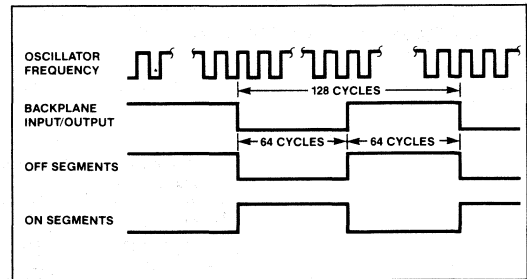 OSCILLATOR
FREQUENCY
128 CYCLES
BACKPLANE
INPUT/OUTPUT
64 CYCLES 64 CYCLES
OFF SEGMENTS
ON SEGMENTS